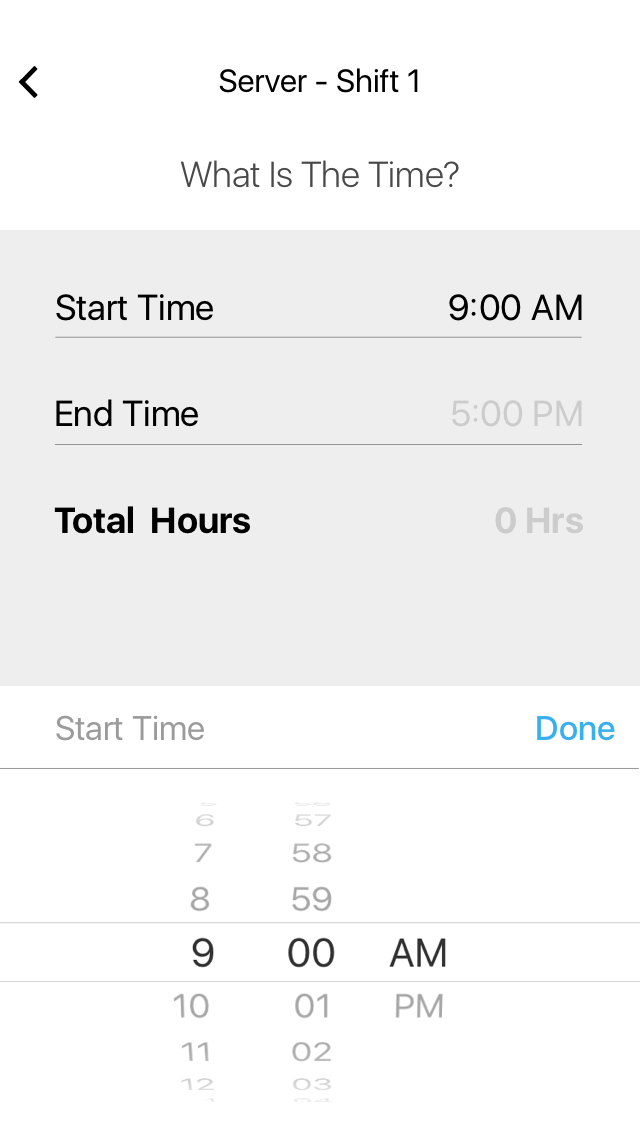 Server - Shift 1
What Is The Time?
Start Time 9:00 AM
End Time 5:00 PM
Total Hours 0 Hrs
Start Time Done
6 57
7 58
8 59
9 00 AM
10 01 PM
11 02
12 03